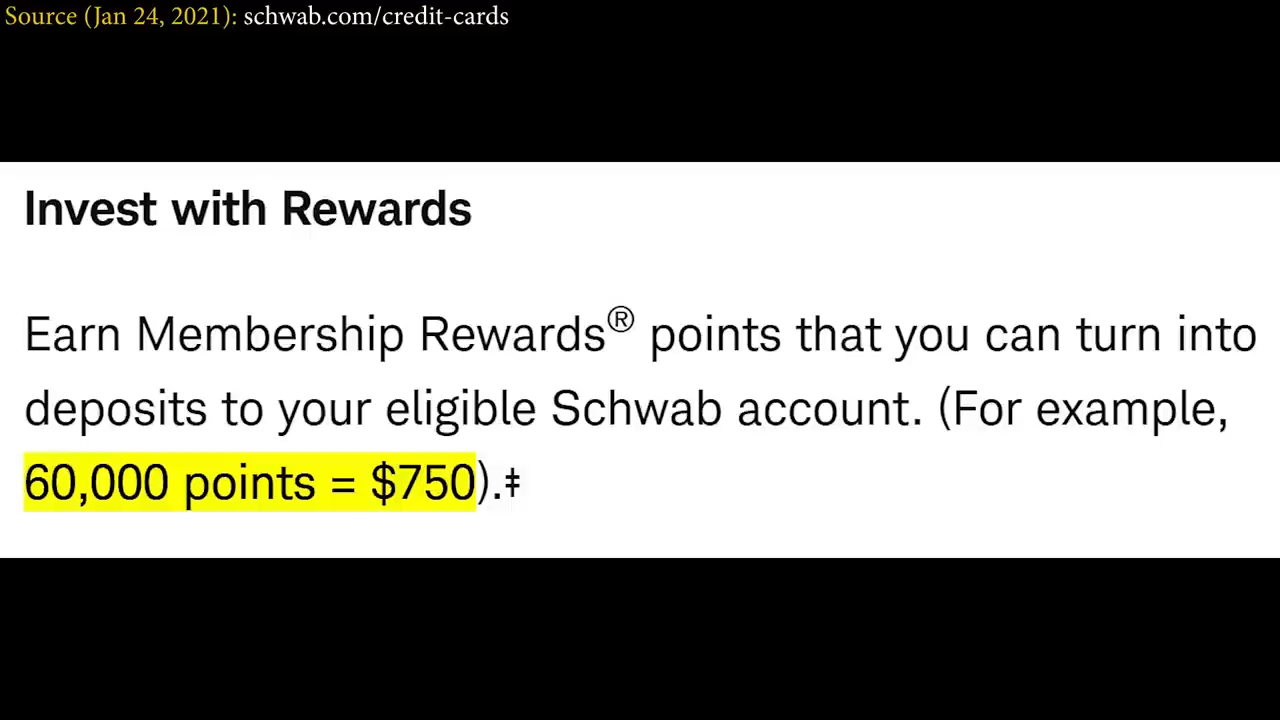 Source (Jan 24, 2021): schwab.com/credit-cards
Invest with Rewards
Earn Membership Rewards® points that you can turn into
deposits to your eligible Schwab account. (For example,
60,000 points = $750).‡